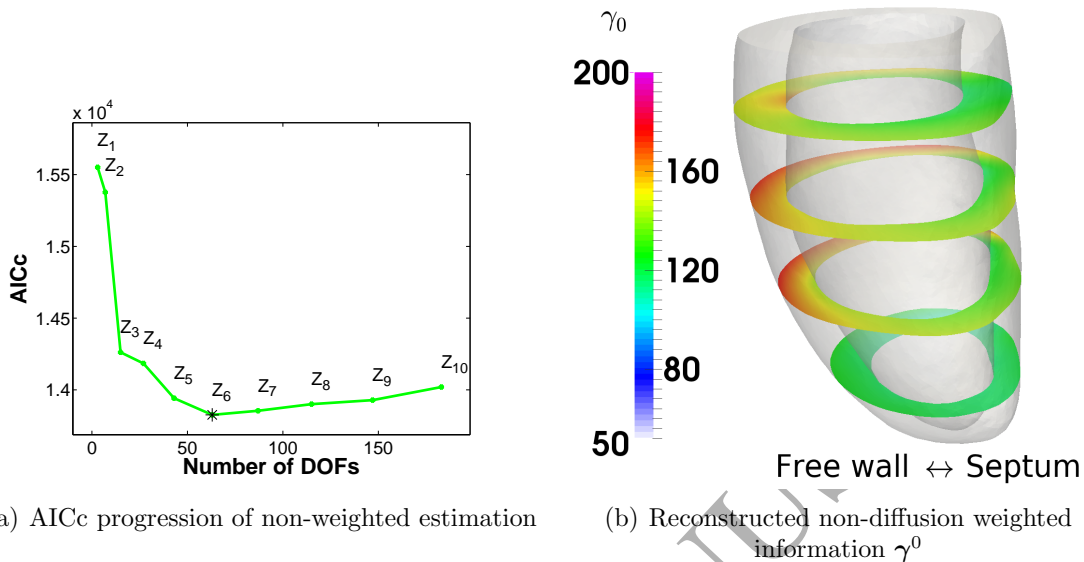 x 10⁴
Z₁
Z₂
1.55
1.5
1.45
1.4
AICc
Z₃
Z₄
Z₅
Z₆
Z₇
Z₈
Z₉
Z₁₀
0
50
100
150
Number of DOFs
a) AICc progression of non-weighted estimation
γ₀
200
160
120
80
50
Free wall ↔ Septum
(b) Reconstructed non-diffusion weighted
information γ⁰